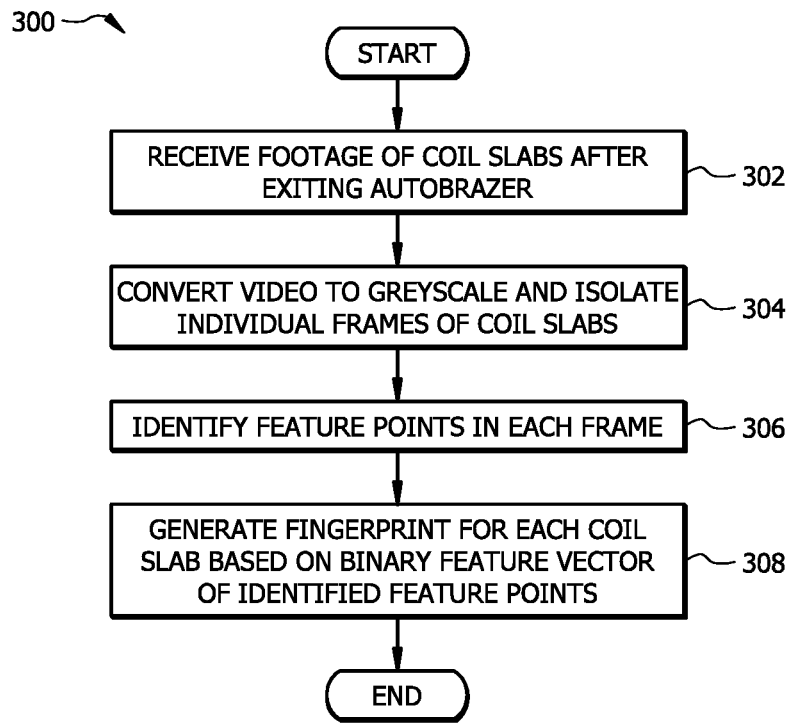 300
START
RECEIVE FOOTAGE OF COIL SLABS AFTER
EXITING AUTOBRAZER
302
CONVERT VIDEO TO GREYSCALE AND ISOLATE
INDIVIDUAL FRAMES OF COIL SLABS
304
IDENTIFY FEATURE POINTS IN EACH FRAME
306
GENERATE FINGERPRINT FOR EACH COIL
SLAB BASED ON BINARY FEATURE VECTOR
OF IDENTIFIED FEATURE POINTS
308
END